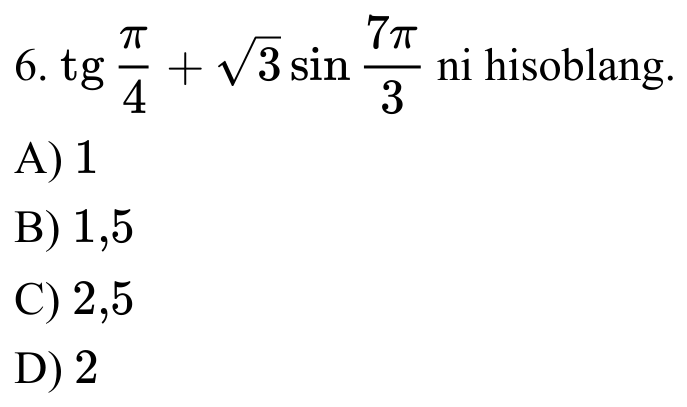 6. tg π/4 + √3 sin 7π/3 ni hisoblang.
A) 1
B) 1,5
C) 2,5
D) 2